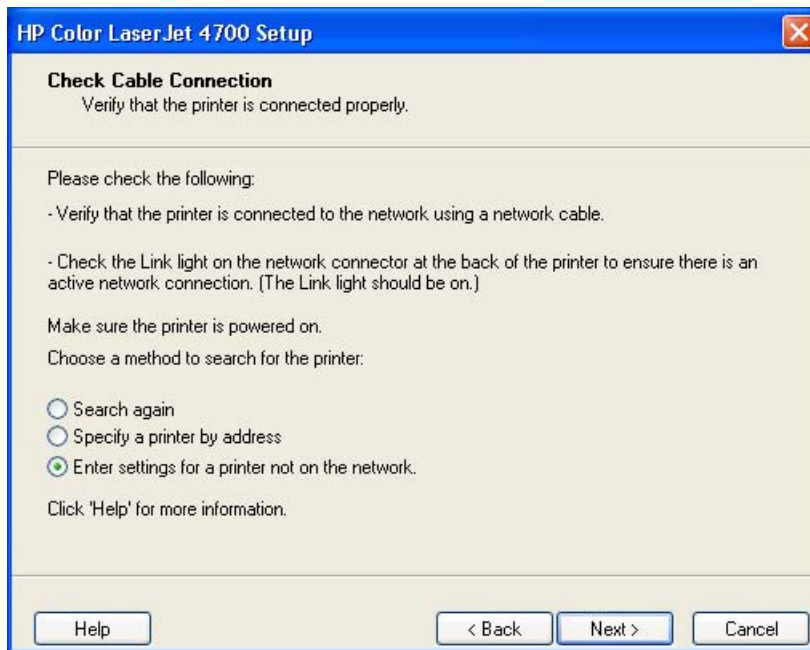 HP Color LaserJet 4700 Setup
Check Cable Connection
Verify that the printer is connected properly.
Please check the following:
- Verify that the printer is connected to the network using a network cable.
- Check the Link light on the network connector at the back of the printer to ensure there is an
active network connection. (The Link light should be on.)
Make sure the printer is powered on.
Choose a method to search for the printer:
Search again
Specify a printer by address
Enter settings for a printer not on the network.
Click 'Help' for more information.
Help
< Back
Next >
Cancel